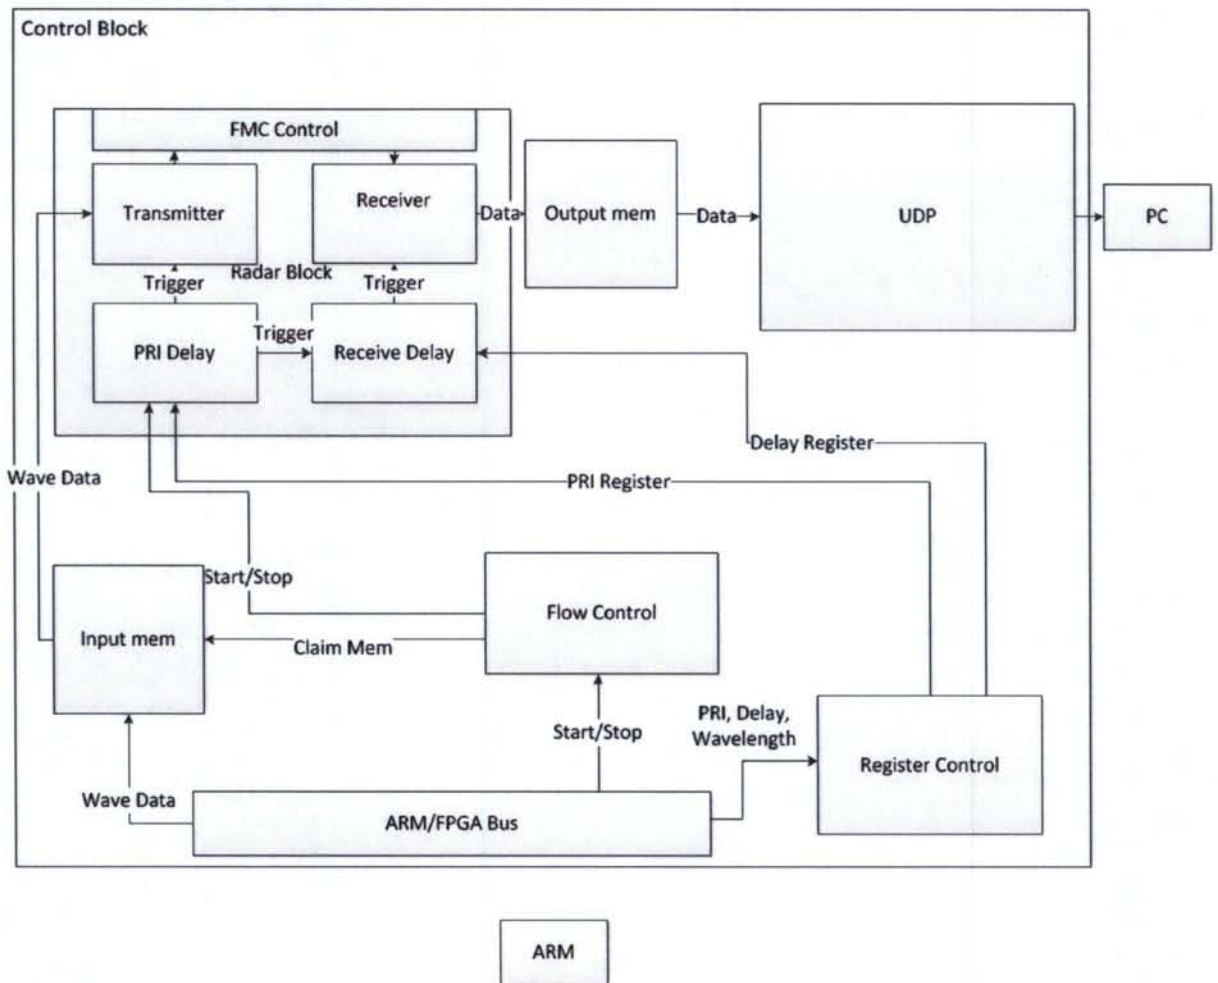 Control Block
FMC Control
Transmitter
Receiver
Data
Output mem
Data
UDP
PC
Radar Block
Trigger
Trigger
Trigger
PRI Delay
Receive Delay
Delay Register
Wave Data
PRI Register
Start/Stop
Flow Control
Input mem
Claim Mem
Start/Stop
PRI, Delay,
Wavelength
Register Control
Wave Data
ARM/FPGA Bus
ARM